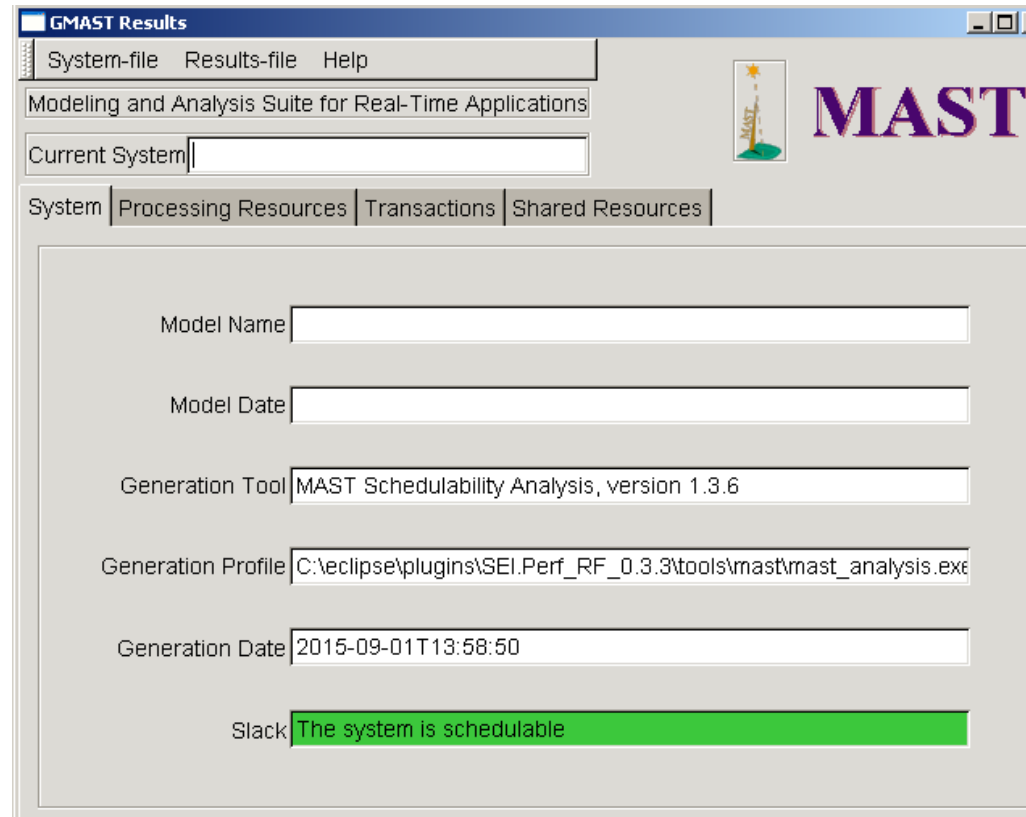 GMAST Results
System-file Results-file Help
Modeling and Analysis Suite for Real-Time Applications
MAST
MAST
Current System
System Processing Resources Transactions Shared Resources
Model Name
Model Date
Generation Tool MAST Schedulability Analysis, version 1.3.6
Generation Profile C:\eclipse\plugins\SEI.Perf_RF_0.3.3\tools\mast\mast_analysis.exe
Generation Date 2015-09-01T13:58:50
Slack The system is schedulable